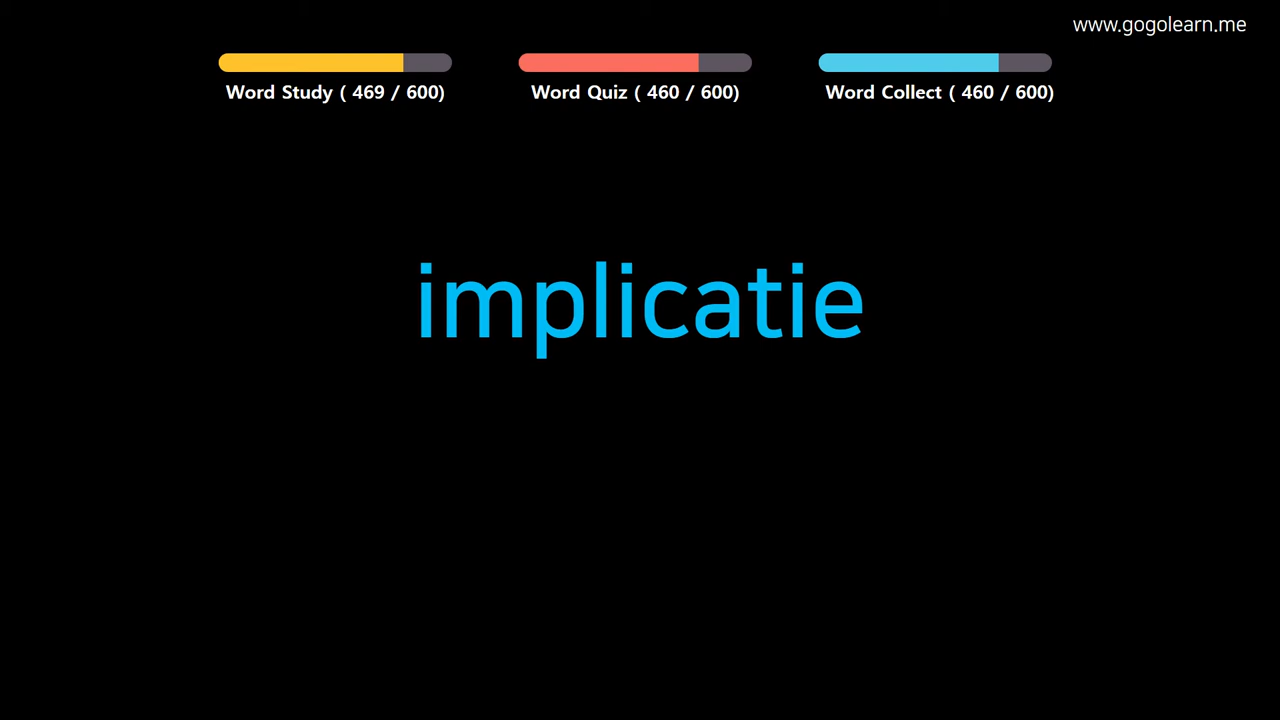 www.gogolearn.me
Word Study ( 469 / 600)
Word Quiz ( 460 / 600)
Word Collect ( 460 / 600)
implicatie